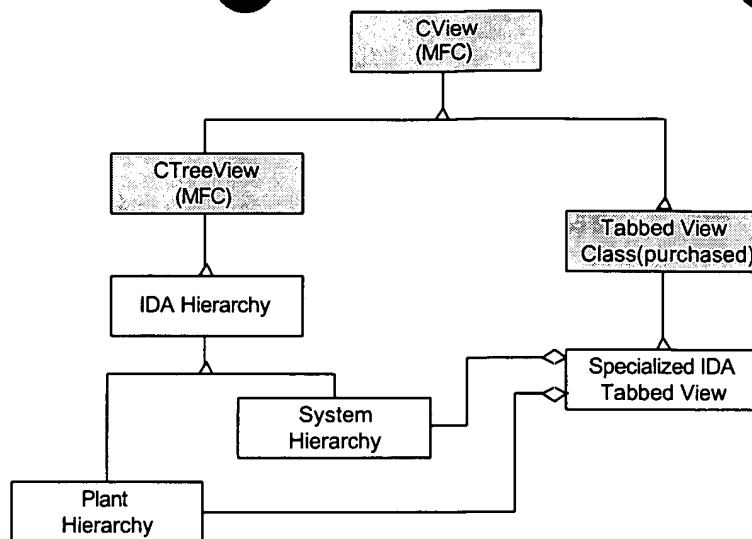 CView
(MFC)
CTreeView
(MFC)
Tabbed View
Class(purchased)
IDA Hierarchy
Specialized IDA
Tabbed View
System
Hierarchy
Plant
Hierarchy